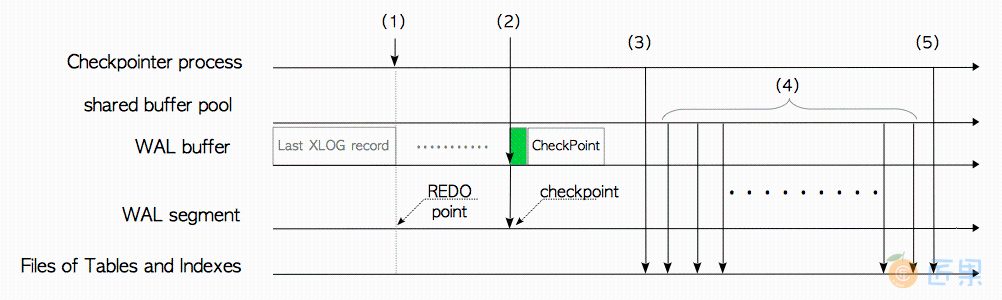 (1)
(2)
(3)
(5)
Checkpointer process
(4)
shared buffer pool
WAL buffer
Last XLOG record
CheckPoint
REDO
point
checkpoint
WAL segment
Files of Tables and Indexes
匠果